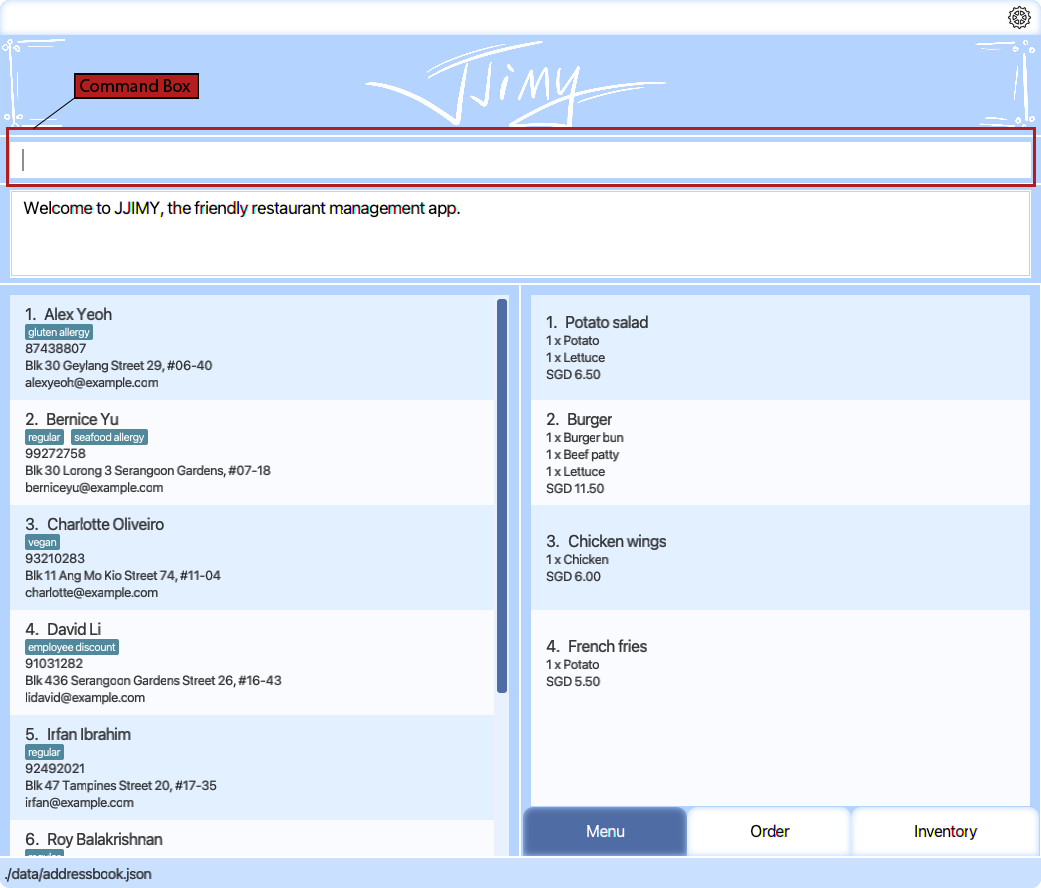 JJIMY
Command Box
Welcome to JJIMY, the friendly restaurant management app.
1. Alex Yeoh
gluten allergy
87438807
Blk 30 Geylang Street 29, #06-40
alexyeoh@example.com
2. Bernice Yu
regular seafood allergy
99272758
Blk 30 Lorong 3 Serangoon Gardens, #07-18
berniceyu@example.com
3. Charlotte Oliveiro
vegan
93210283
Blk 11 Ang Mo Kio Street 74, #11-04
charlotte@example.com
4. David Li
employee discount
91031282
Blk 436 Serangoon Gardens Street 26, #16-43
lidavid@example.com
5. Irfan Ibrahim
regular
92492021
Blk 47 Tampines Street 20, #17-35
irfan@example.com
6. Roy Balakrishnan
1. Potato salad
1 x Potato
1 x Lettuce
SGD 6.50
2. Burger
1 x Burger bun
1 x Beef patty
1 x Lettuce
SGD 11.50
3. Chicken wings
1 x Chicken
SGD 6.00
4. French fries
1 x Potato
SGD 5.50
Menu Order Inventory
./data/addressbook.json